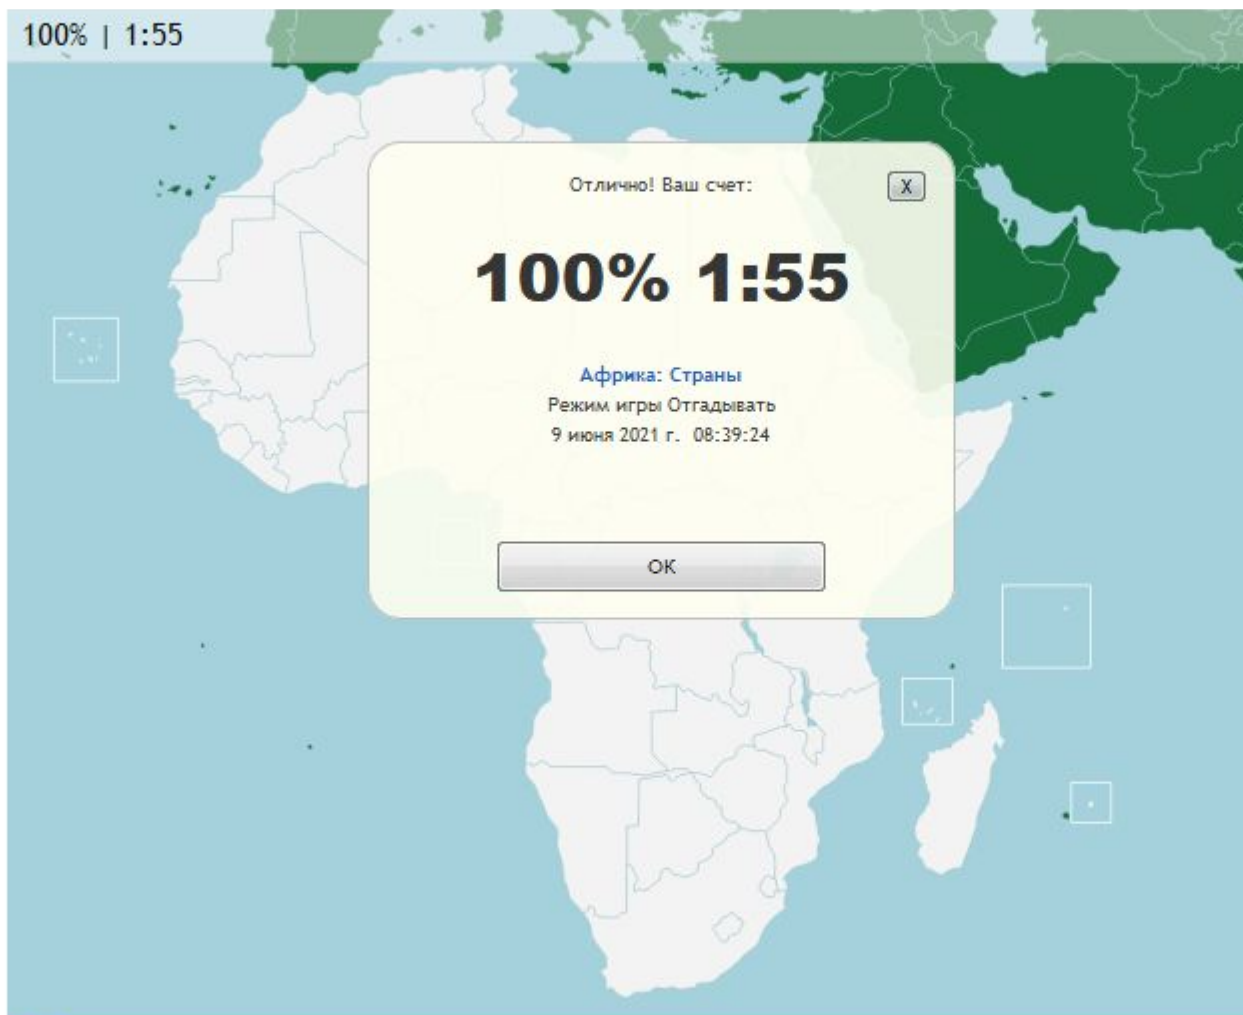 100% | 1:55
Отлично! Ваш счет:
X
100% 1:55
Африка: Страны
Режим игры Отгадывать
9 июня 2021 г. 08:39:24
OK